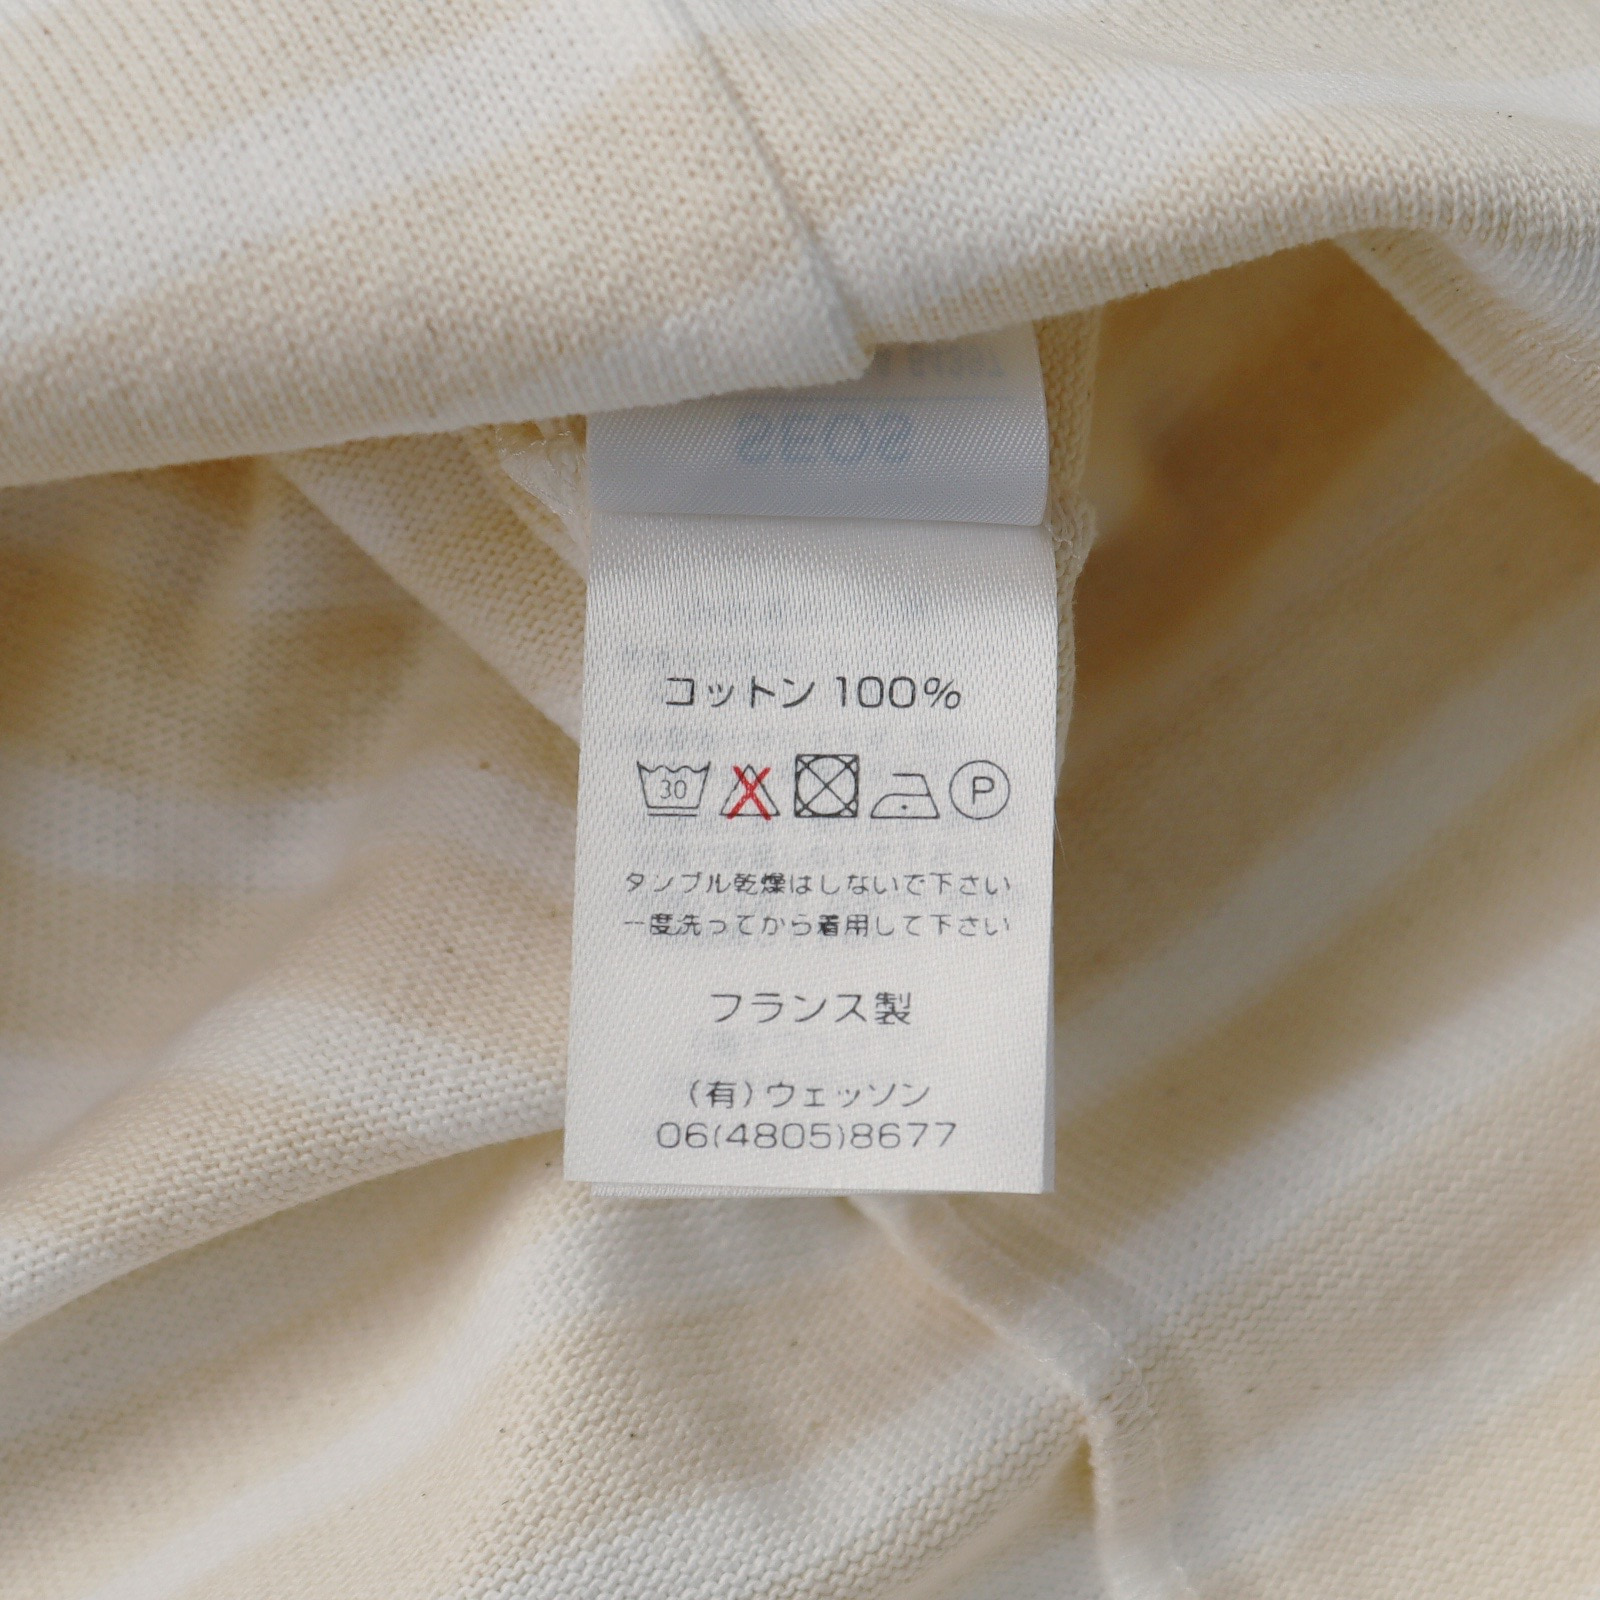 コットン 100%
30 P
タンブル乾燥はしないで下さい
一度洗ってから着用して下さい
フランス製
(有)ウェッソン
06(4805)8677